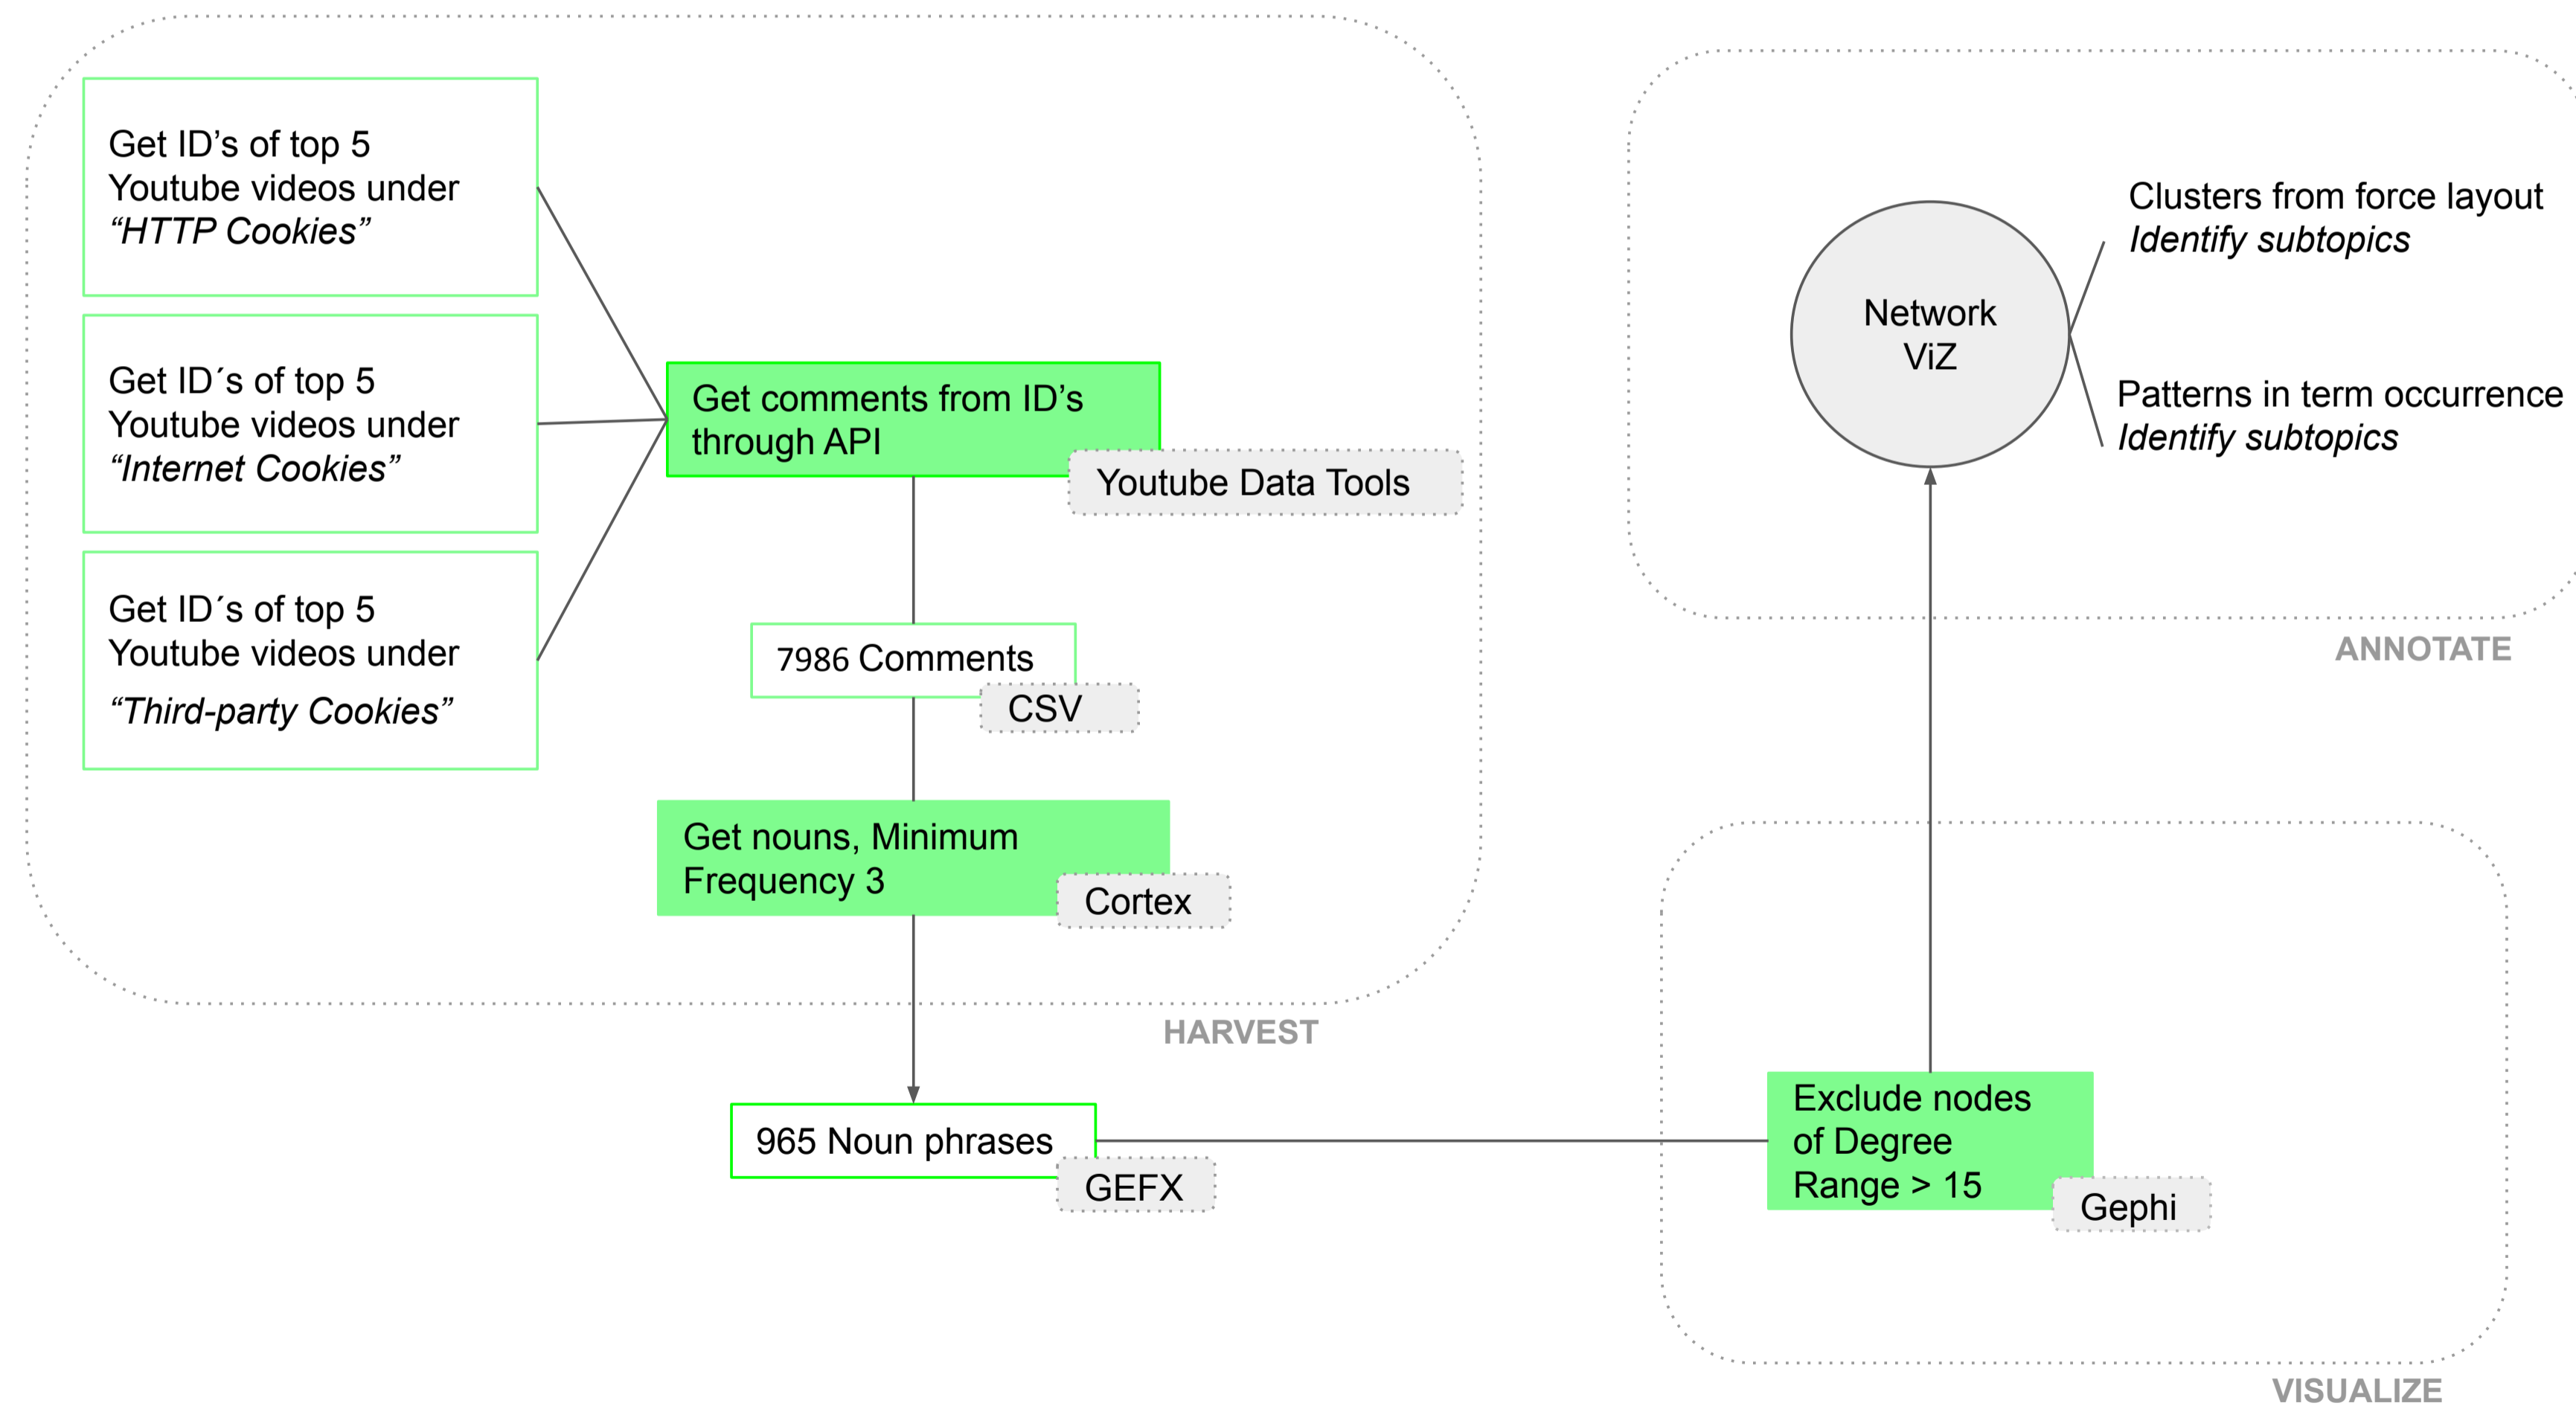 Get ID’s of top 5
Youtube videos under
“HTTP Cookies”
Get ID´s of top 5
Youtube videos under
“Internet Cookies”
Get ID´s of top 5
Youtube videos under
“Third-party Cookies”
Get comments from ID’s
through API
Youtube Data Tools
7986 Comments
CSV
Get nouns, Minimum
Frequency 3
Cortex
HARVEST
965 Noun phrases
GEFX
Exclude nodes
of Degree
Range > 15
Gephi
VISUALIZE
Network
ViZ
Clusters from force layout
Identify subtopics
Patterns in term occurrence
Identify subtopics
ANNOTATE